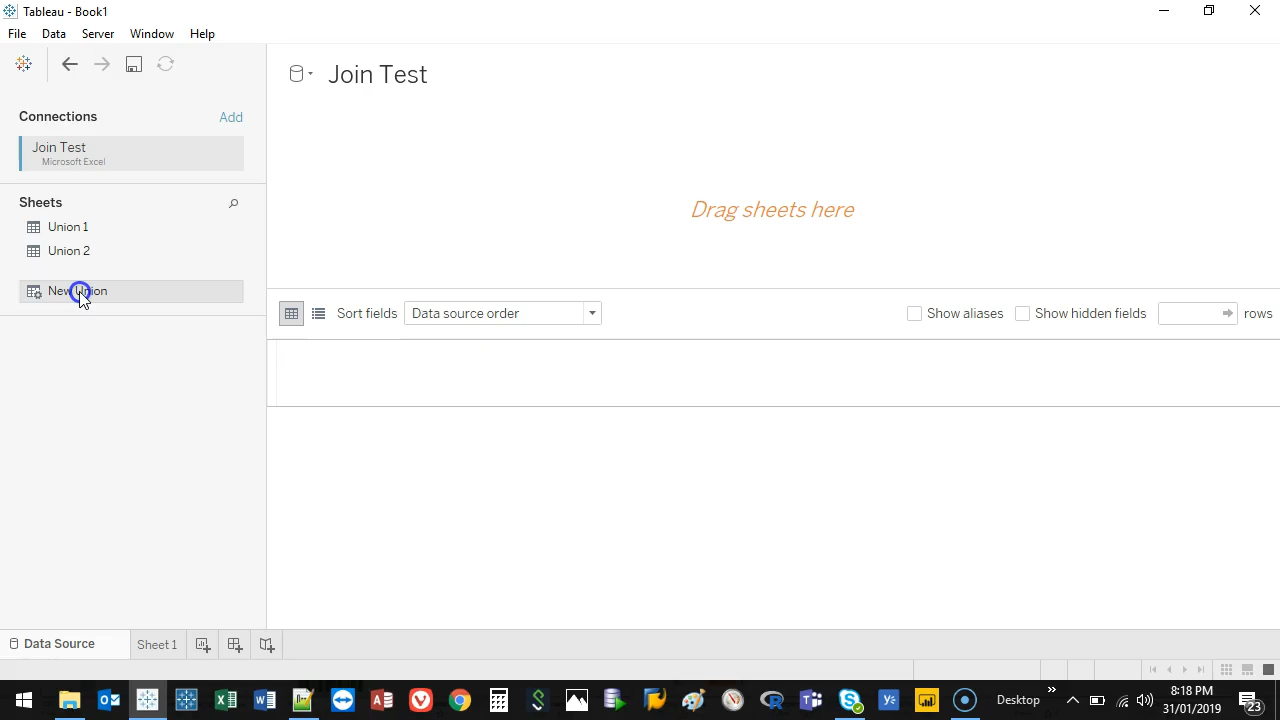 Tableau - Book1
File Data Server Window Help
Connections Add
Join Test
Microsoft Excel
Sheets
Union 1
Union 2
New Union
Join Test
Drag sheets here
Sort fields Data source order Show aliases Show hidden fields rows
Data Source Sheet 1
Desktop
8:18 PM
31/01/2019
23